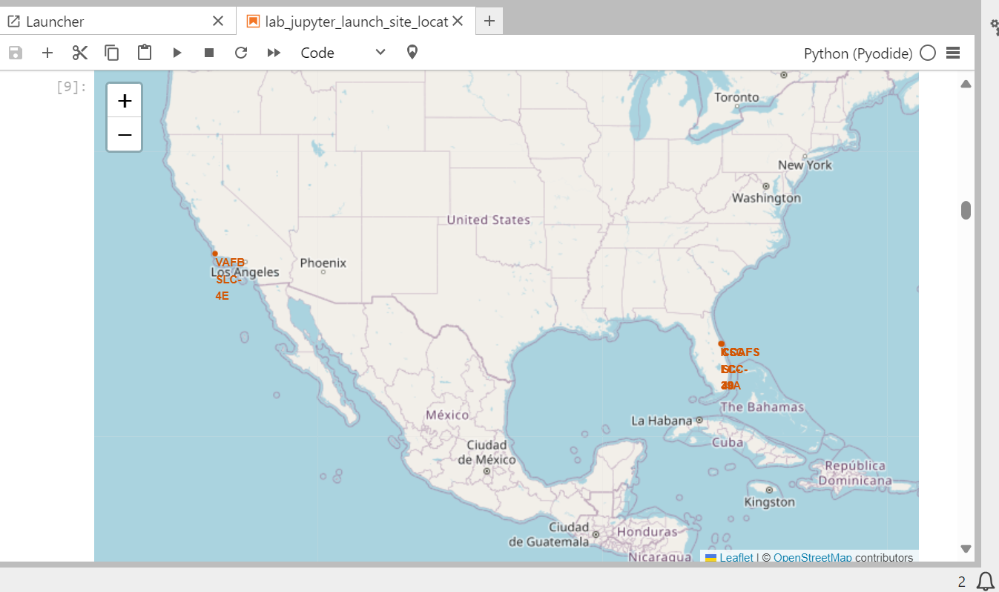 Launcher
lab_jupyter_launch_site_locat
Code
Python (Pyodide)
[9]:
+
−
Toronto
New York
Washington
United States
Phoenix
Los Angeles
VAFB
SLC-
4E
The Bahamas
La Habana
Cuba
México
Ciudad
de México
República
Dominicana
Kingston
Ciudad
de Guatemala
Honduras
Nicaragua
Leaflet | © OpenStreetMap contributors
2